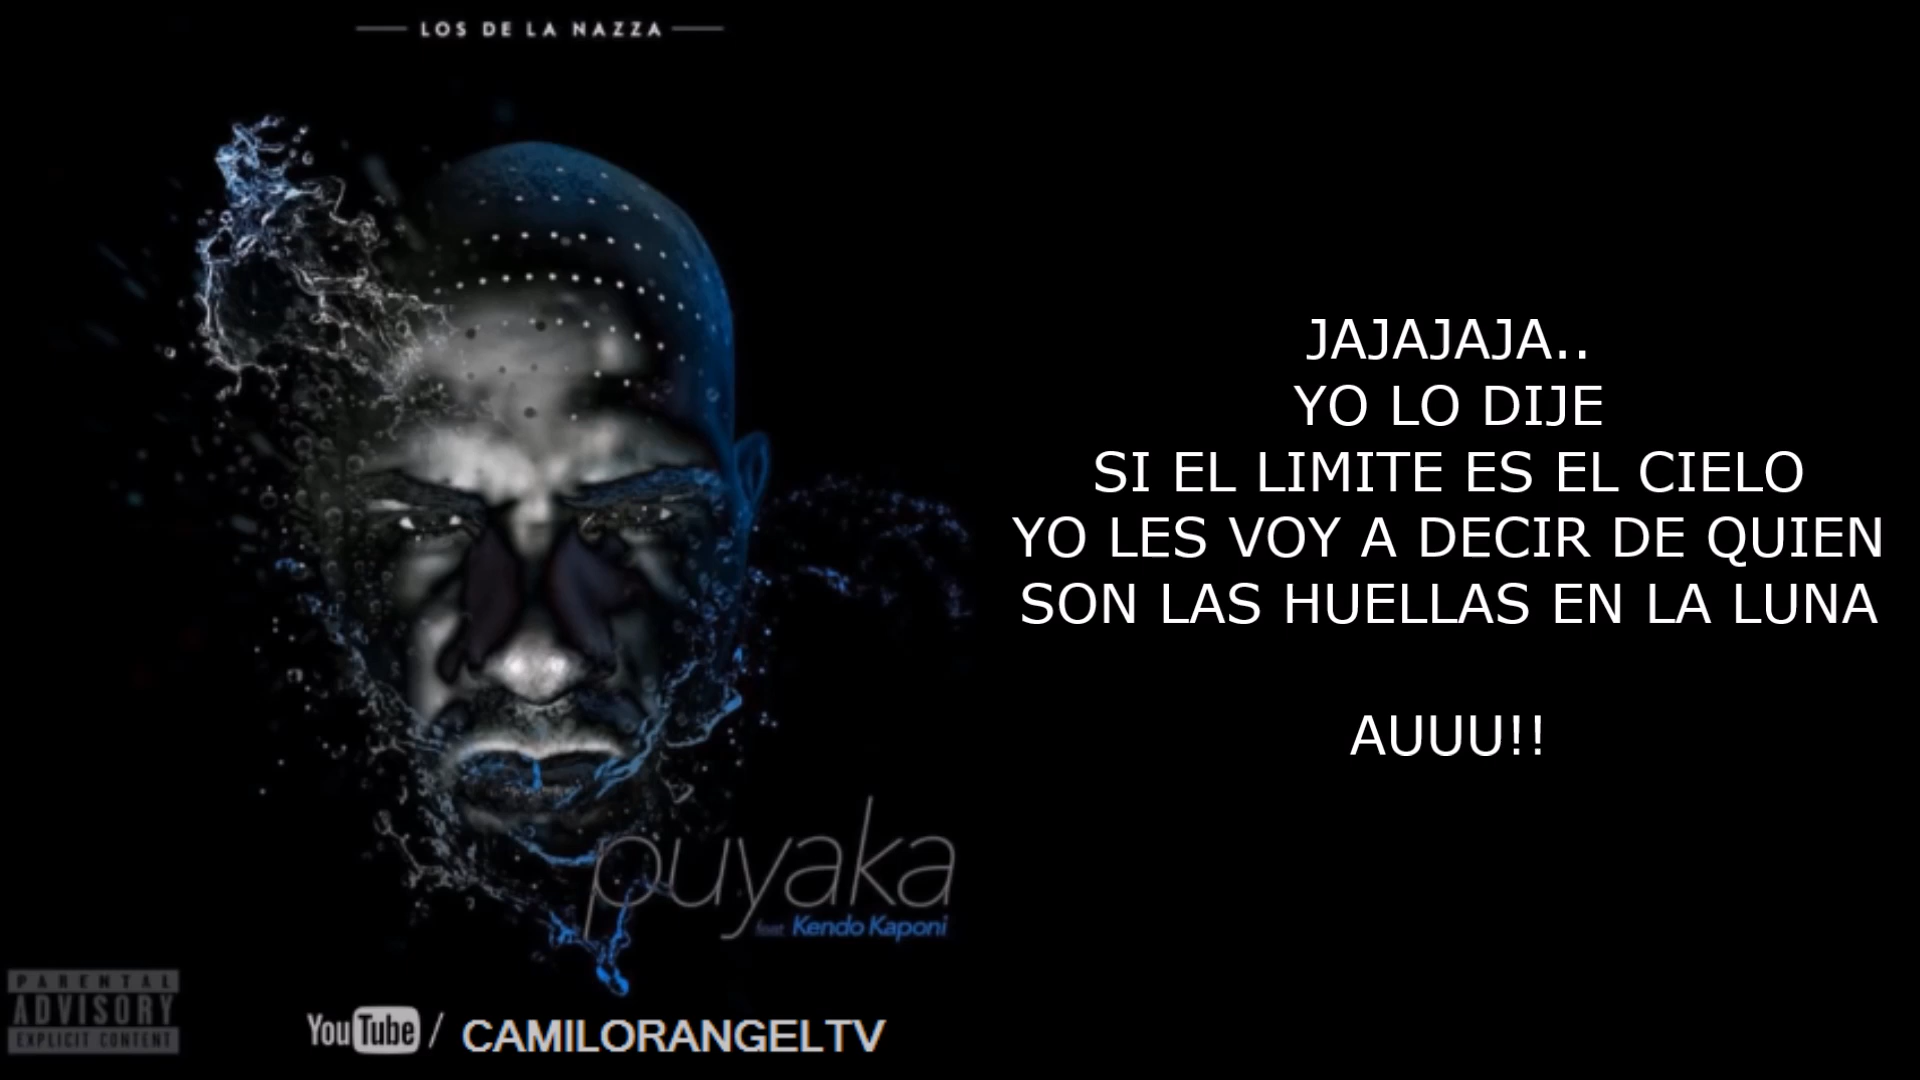 LOS DE LA NAZZA
JAJAJAJA..
YO LO DIJE
SI EL LIMITE ES EL CIELO
YO LES VOY A DECIR DE QUIEN
SON LAS HUELLAS EN LA LUNA
AUUU!!
puyaka
feat Kendo Kaponi
PARENTAL
ADVISORY
EXPLICIT CONTENT
YouTube / CAMILORANGELTV